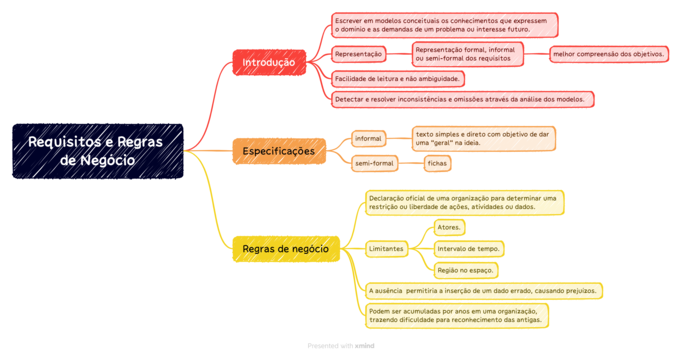 Requisitos e Regras
de Negócio
Introdução
Escrever em modelos conceituais os conhecimentos que expressem
o domínio e as demandas de um problema ou interesse futuro.
Representação
Representação formal, informal
ou semi-formal dos requisitos
melhor compreensão dos objetivos.
Facilidade de leitura e não ambiguidade.
Detectar e resolver inconsistências e omissões através da análise dos modelos.
Especificações
informal
texto simples e direto com objetivo de dar
uma "geral" na ideia.
semi-formal
fichas
Regras de negócio
Declaração oficial de uma organização para determinar uma
restrição ou liberdade de ações, atividades ou dados.
Limitantes
Atores.
Intervalo de tempo.
Região no espaço.
A ausência permitiria a inserção de um dado errado, causando prejuízos.
Podem ser acumuladas por anos em uma organização,
trazendo dificuldade para reconhecimento das antigas.
Presented with xmind